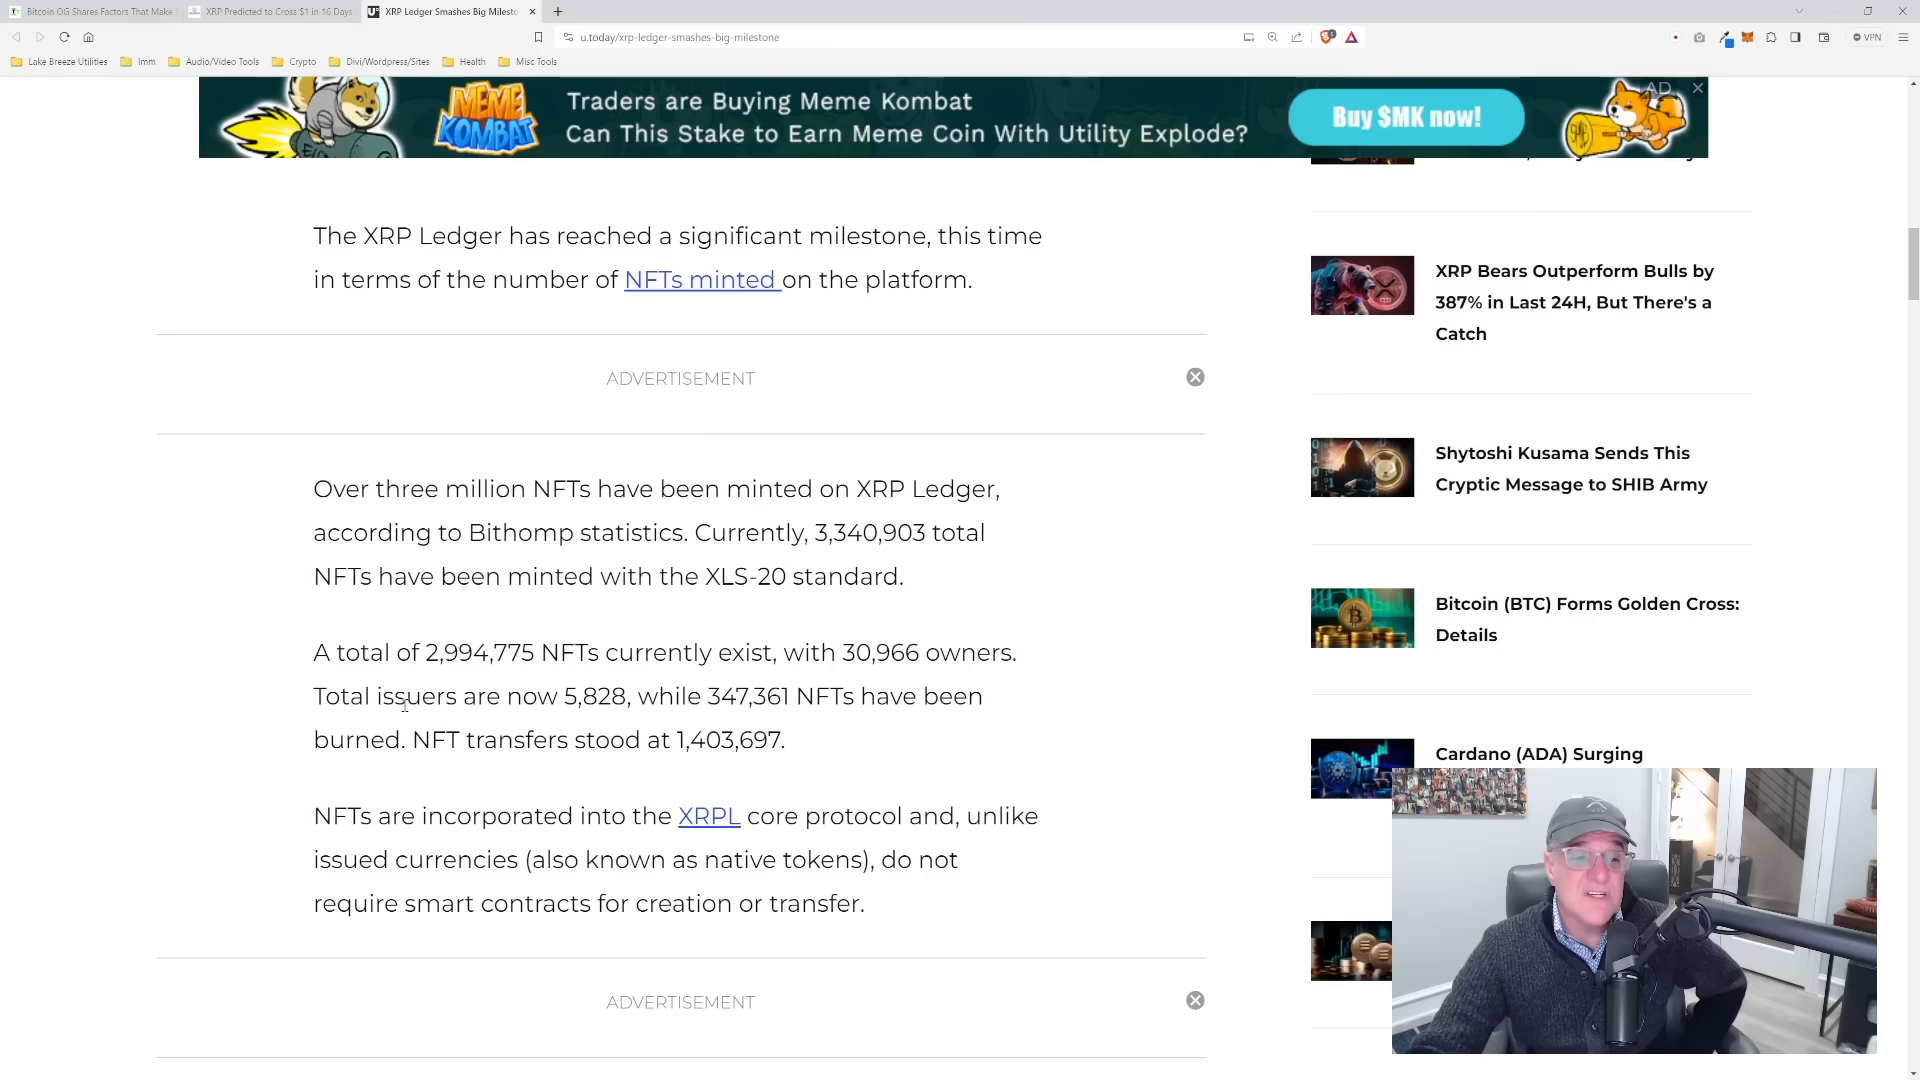 Bitcoin OG Shares Factors That Make
XRP Predicted to Cross $1 in 16 Days
XRP Ledger Smashes Big Milesto
u.today/xrp-ledger-smashes-big-milestone
VPN
Lake Breeze Utilities
Imm
Audio/Video Tools
Crypto
Divi/Wordpress/Sites
Health
Misc Tools
MEME KOMBAT
Traders are Buying Meme Kombat
Can This Stake to Earn Meme Coin With Utility Explode?
Buy $MK now!
AD
The XRP Ledger has reached a significant milestone, this time
in terms of the number of NFTs minted on the platform.
ADVERTISEMENT
Over three million NFTs have been minted on XRP Ledger,
according to Bithomp statistics. Currently, 3,340,903 total
NFTs have been minted with the XLS-20 standard.
A total of 2,994,775 NFTs currently exist, with 30,966 owners.
Total issuers are now 5,828, while 347,361 NFTs have been
burned. NFT transfers stood at 1,403,697.
NFTs are incorporated into the XRPL core protocol and, unlike
issued currencies (also known as native tokens), do not
require smart contracts for creation or transfer.
ADVERTISEMENT
XRP Bears Outperform Bulls by
387% in Last 24H, But There's a
Catch
Shytoshi Kusama Sends This
Cryptic Message to SHIB Army
Bitcoin (BTC) Forms Golden Cross:
Details
Cardano (ADA) Surging